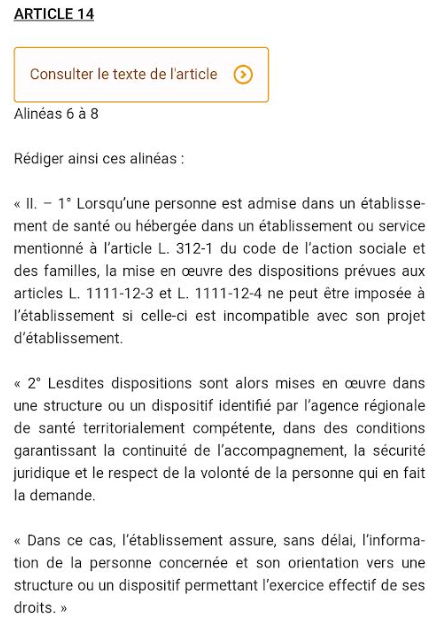 ARTICLE 14
Consulter le texte de l'article
Alinéas 6 à 8
Rédiger ainsi ces alinéas :
« II. – 1° Lorsqu’une personne est admise dans un établisse-
ment de santé ou hébergée dans un établissement ou service
mentionné à l’article L. 312-1 du code de l’action sociale et
des familles, la mise en œuvre des dispositions prévues aux
articles L. 1111-12-3 et L. 1111-12-4 ne peut être imposée à
l’établissement si celle-ci est incompatible avec son projet
d’établissement.
« 2° Lesdites dispositions sont alors mises en œuvre dans
une structure ou un dispositif identifié par l’agence régionale
de santé territorialement compétente, dans des conditions
garantissant la continuité de l’accompagnement, la sécurité
juridique et le respect de la volonté de la personne qui en fait
la demande.
« Dans ce cas, l’établissement assure, sans délai, l’informa-
tion de la personne concernée et son orientation vers une
structure ou un dispositif permettant l’exercice effectif de ses
droits. »